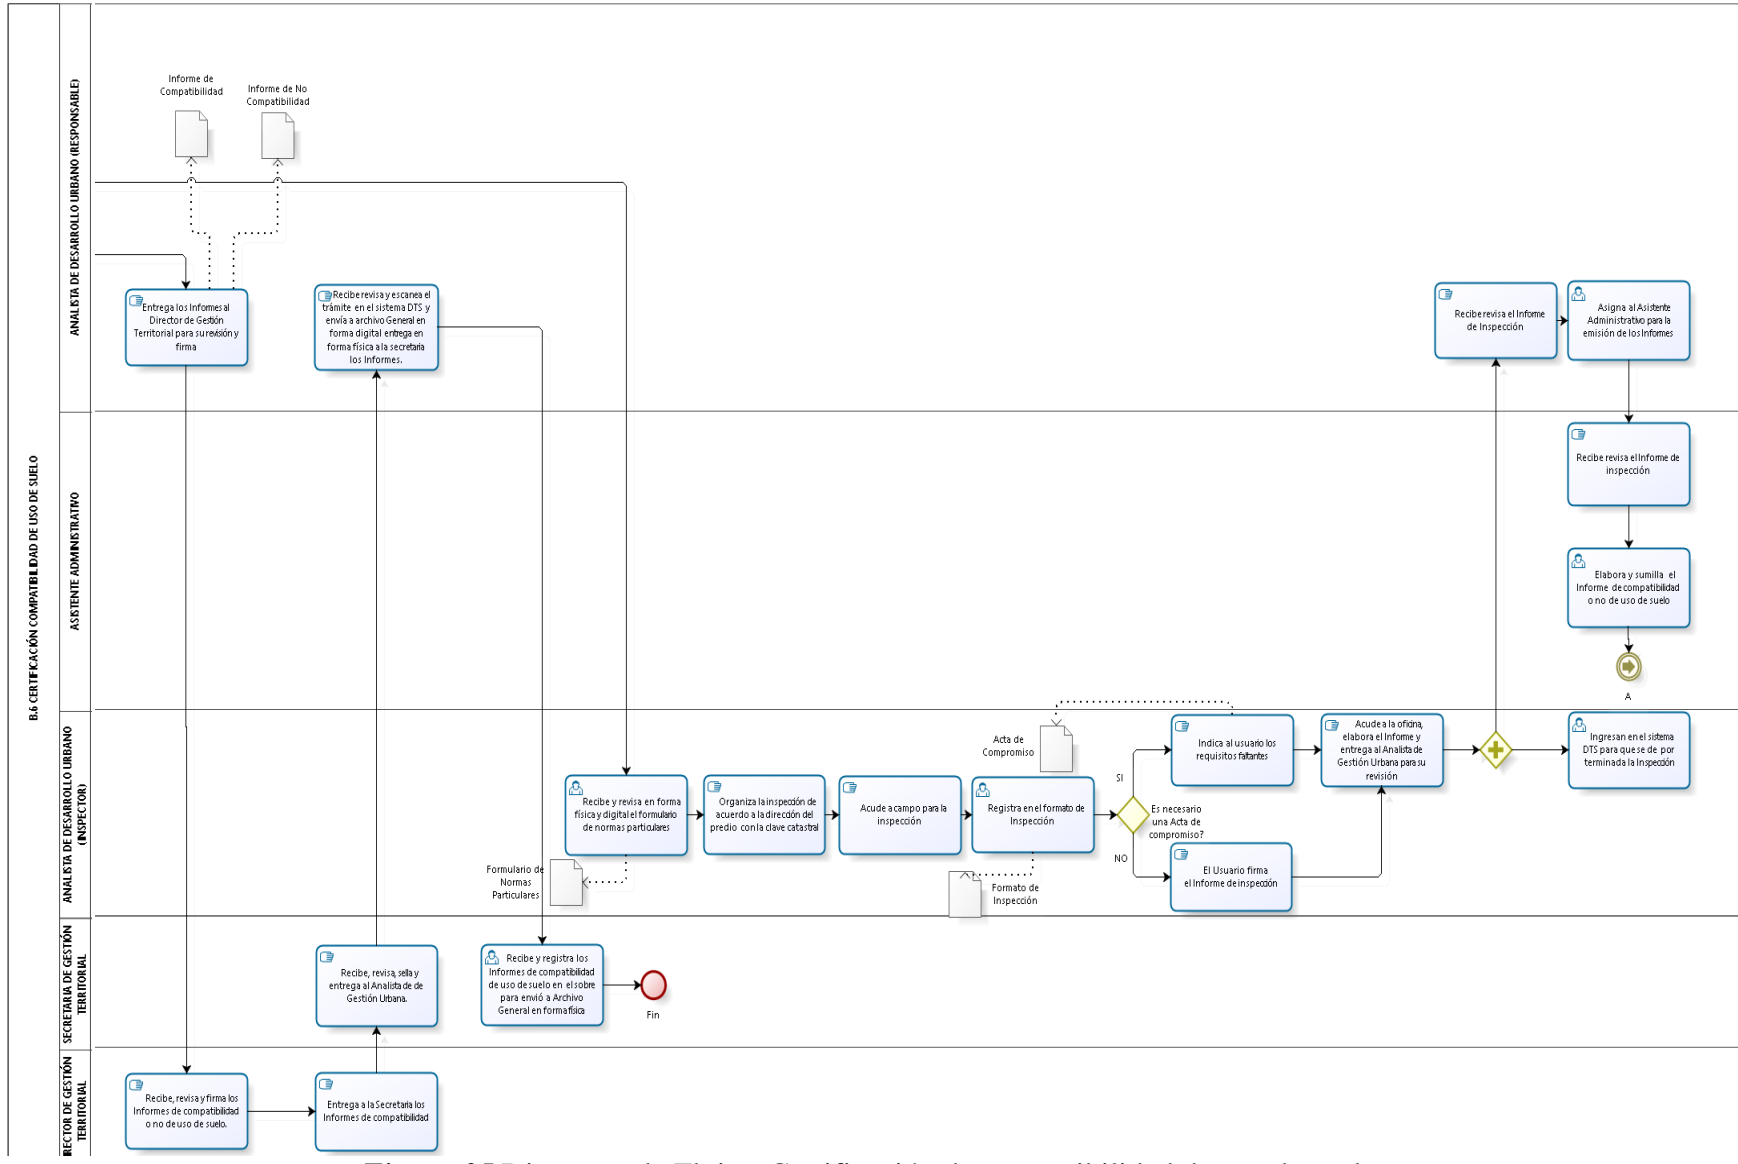 B.6 CERTIFICACIÓN COMPATIBILIDAD DE USO DE SUELO
ANALISTA DE DESARROLLO URBANO (RESPONSABLE)
Informe de
Compatibilidad
Informe de No
Compatibilidad
Entrega los Informes al
Director de Gestión
Territorial para su revisión y
firma
Recibe revisa y escanea el
trámite en el sistema DTS y
envía a archivo General en
forma digital entrega en
forma física a la secretaria
los Informes.
Recibe revisa el Informe
de Inspección
Asigna al Asistente
Administrativo para la
emisión de los Informes
ASISTENTE ADMINISTRATIVO
Recibe revisa el Informe de
inspección
Elabora y sumilla el
Informe de compatibilidad
o no de uso de suelo
A
ANALISTA DE DESARROLLO URBANO
(INSPECTOR)
Recibe y revisa en forma
física y digital el formulario
de normas particulares
Formulario de
Normas
Particulares
Organiza la inspección de
acuerdo a la dirección del
predio con la clave catastral
Acude a campo para la
inspección
Registra en el formato de
Inspección
Formato de
Inspección
Acta de
Compromiso
SI
Es necesario
una Acta de
compromiso?
NO
Indica al usuario los
requisitos faltantes
El Usuario firma
el Informe de inspección
Acude a la oficina,
elabora el Informe y
entrega al Analista de
Gestión Urbana para su
revisión
Ingresan en el sistema
DTS para que se de por
terminada la Inspección
SECRETARIA DE GESTIÓN
TERRITORIAL
Recibe, revisa, sella y
entrega al Analista de de
Gestión Urbana.
Recibe y registra los
Informes de compatibilidad
de uso de suelo en el sobre
para envió a Archivo
General en forma física
Fin
RECTOR DE GESTIÓN
TERRITORIAL
Recibe, revisa y firma los
Informes de compatibilidad
o no de uso de suelo.
Entrega a la Secretaria los
Informes de compatibilidad